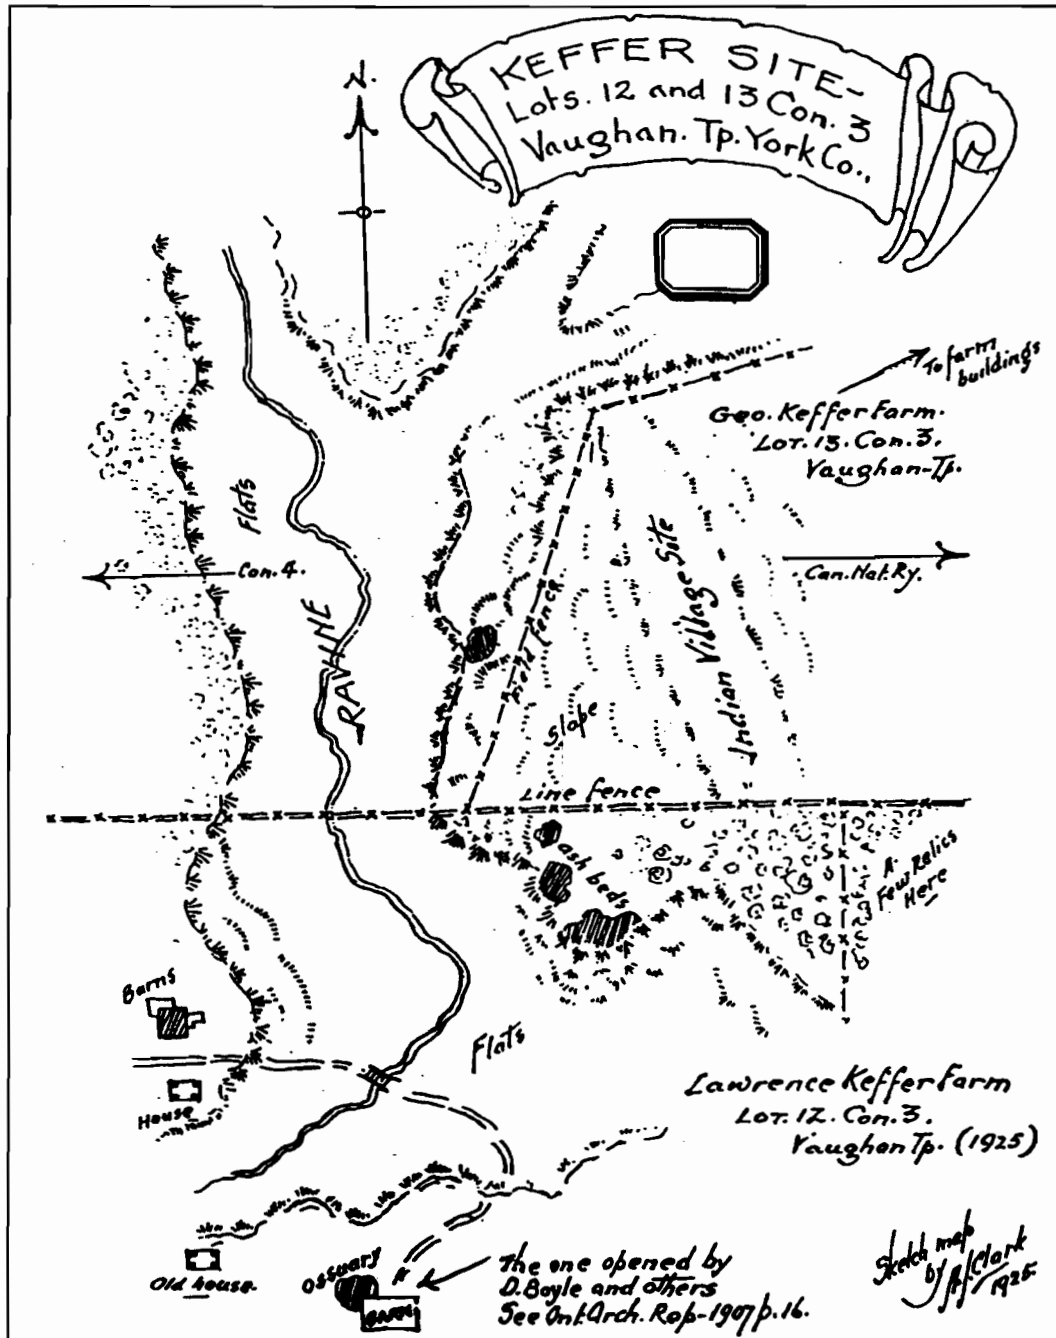 KEFFER SITE-
Lots. 12 and 13 Con. 3
Vaughan. Tp. York Co.,
N.
To farm
buildings
Geo. Keffer Farm.
Lot. 13. Con. 3.
Vaughan-Tp.
Flats
Con. 4.
Can. Nat. Ry.
RAVINE
Field fence
Slope
Indian Village Site
Line fence
ash beds
A.
Few Relics
Here
Barns
House
Flats
Lawrence Keffer Farm
Lot. 12. Con. 3.
Vaughan Tp. (1925)
Old house.
Ossuary
Barn
The one opened by
D. Boyle and others
See Ont. Arch. Rep-1907 p. 16.
Sketch map
by A.J. Clark
1925.